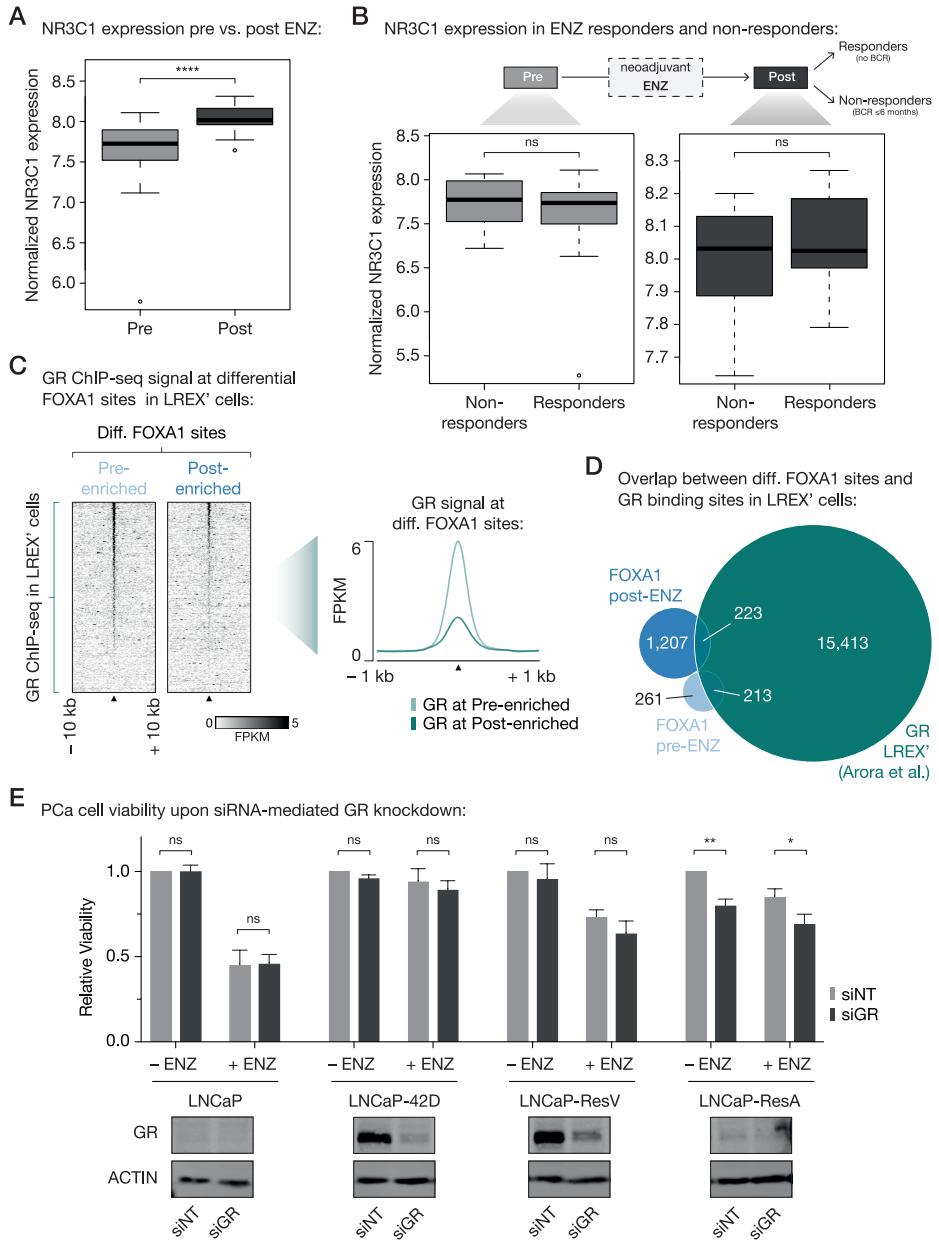 A
NR3C1 expression pre vs. post ENZ:
Normalized NR3C1 expression
8.5
8.0
7.5
7.0
6.5
6.0
****
Pre
Post
B
NR3C1 expression in ENZ responders and non-responders:
Pre
neoadjuvant
ENZ
Post
Responders
(no BCR)
Non-responders
(BCR ≤6 months)
Normalized NR3C1 expression
8.5
8.0
7.5
6.5
6.0
5.5
ns
Non-
responders
Responders
8.3
8.2
8.1
8.0
7.9
7.8
7.7
ns
Non-
responders
Responders
C
GR ChIP-seq signal at differential
FOXA1 sites in LREX' cells:
Diff. FOXA1 sites
Pre-
enriched
Post-
enriched
GR ChIP-seq in LREX' cells
– 10 kb
+ 10 kb
0
5
FPKM
GR signal at
diff. FOXA1 sites:
6
FPKM
0
– 1 kb
+ 1 kb
GR at Pre-enriched
GR at Post-enriched
D
Overlap between diff. FOXA1 sites and
GR binding sites in LREX' cells:
FOXA1
post-ENZ
1,207
223
15,413
261
213
FOXA1
pre-ENZ
GR
LREX'
(Arora et al.)
E
PCa cell viability upon siRNA-mediated GR knockdown:
Relative Viability
1.0
0.5
0.0
ns
ns
ns
ns
ns
ns
**
*
siNT
siGR
– ENZ
+ ENZ
– ENZ
+ ENZ
– ENZ
+ ENZ
– ENZ
+ ENZ
LNCaP
LNCaP-42D
LNCaP-ResV
LNCaP-ResA
GR
ACTIN
siNT
siGR
siNT
siGR
siNT
siGR
siNT
siGR